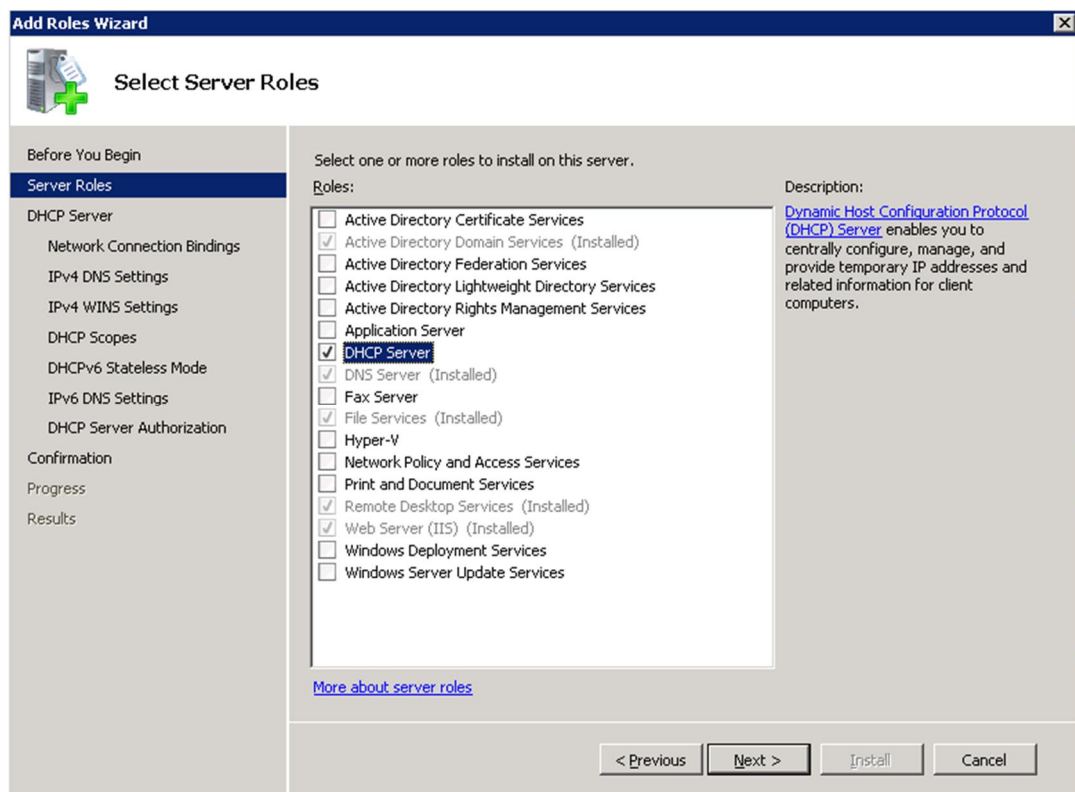 Add Roles Wizard
Select Server Roles
Before You Begin
Server Roles
DHCP Server
Network Connection Bindings
IPv4 DNS Settings
IPv4 WINS Settings
DHCP Scopes
DHCPv6 Stateless Mode
IPv6 DNS Settings
DHCP Server Authorization
Confirmation
Progress
Results
Select one or more roles to install on this server.
Roles:
Active Directory Certificate Services
Active Directory Domain Services (Installed)
Active Directory Federation Services
Active Directory Lightweight Directory Services
Active Directory Rights Management Services
Application Server
DHCP Server
DNS Server (Installed)
Fax Server
File Services (Installed)
Hyper-V
Network Policy and Access Services
Print and Document Services
Remote Desktop Services (Installed)
Web Server (IIS) (Installed)
Windows Deployment Services
Windows Server Update Services
More about server roles
Description:
Dynamic Host Configuration Protocol
(DHCP) Server enables you to
centrally configure, manage, and
provide temporary IP addresses and
related information for client
computers.
< Previous
Next >
Install
Cancel